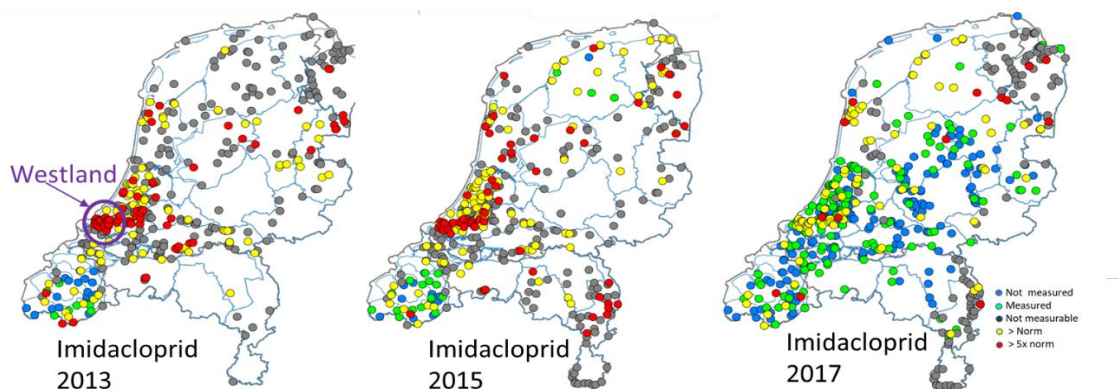 Westland
Imidacloprid
2013
Imidacloprid
2015
Imidacloprid
2017
Not measured
Measured
Not measurable
> Norm
> 5x norm